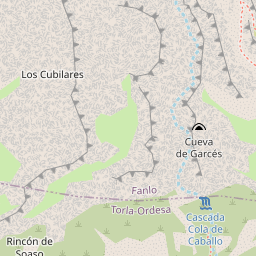 Los Cubilares
Cueva
de Garcés
Fanlo
Torla-Ordesa
Cascada
Cola de
Caballo
Rincón de
Soaso